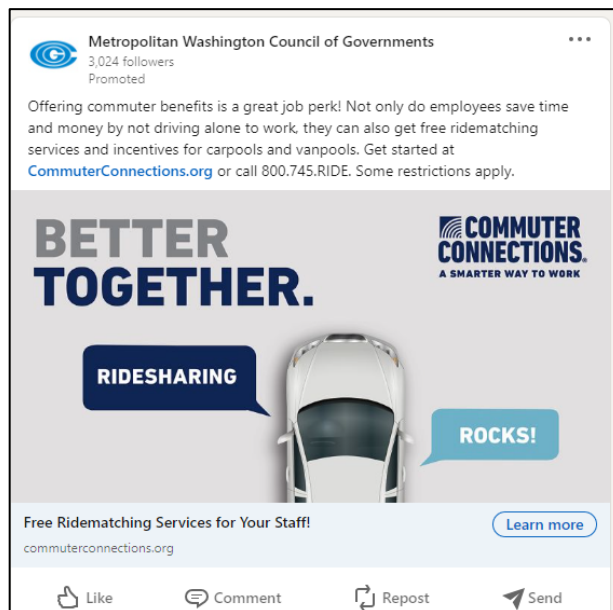 Metropolitan Washington Council of Governments
3,024 followers
Promoted
Offering commuter benefits is a great job perk! Not only do employees save time
and money by not driving alone to work, they can also get free ridematching
services and incentives for carpools and vanpools. Get started at
CommuterConnections.org or call 800.745.RIDE. Some restrictions apply.
BETTER
TOGETHER.
COMMUTER
CONNECTIONS®
A SMARTER WAY TO WORK
RIDESHARING
ROCKS!
Free Ridematching Services for Your Staff!
Learn more
commuterconnections.org
Like
Comment
Repost
Send